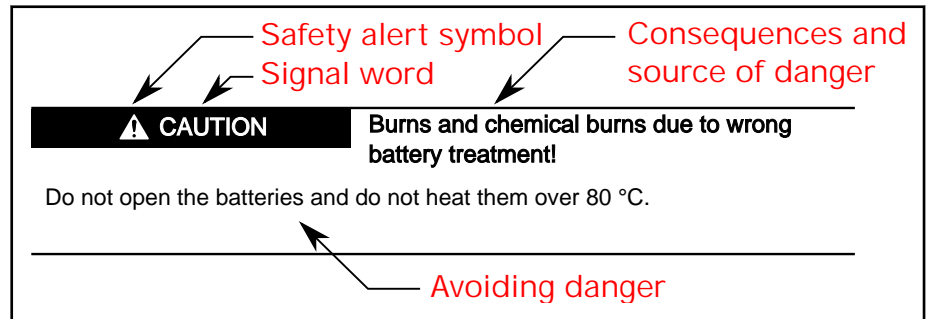 Safety alert symbol
Signal word
Consequences and
source of danger
CAUTION
Burns and chemical burns due to wrong
battery treatment!
Do not open the batteries and do not heat them over 80 °C.
Avoiding danger